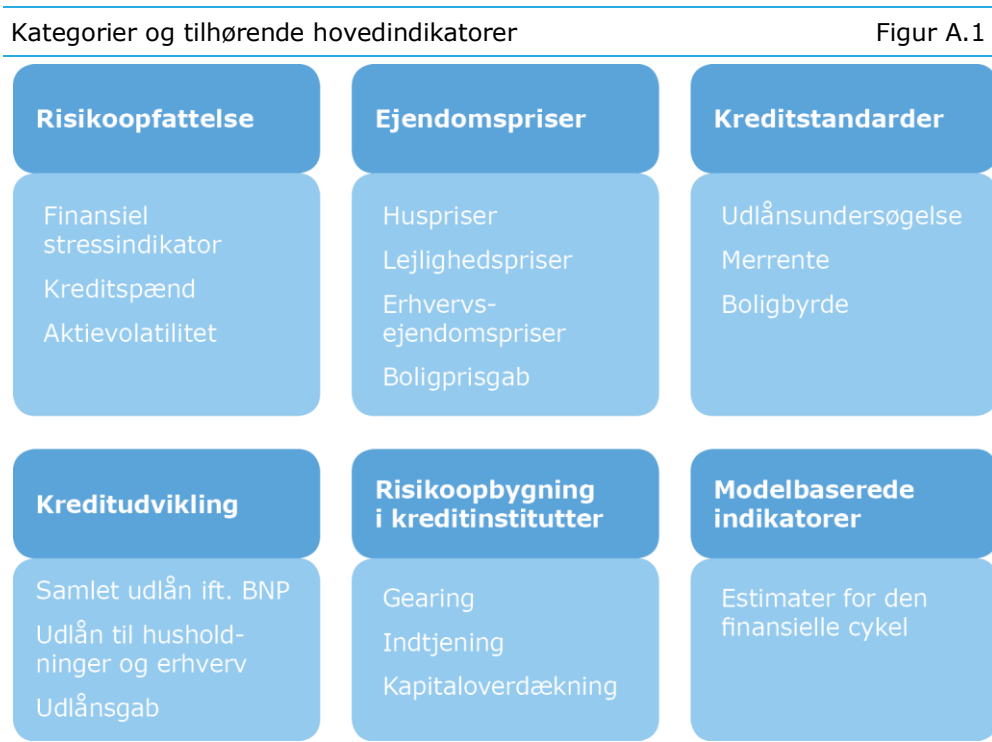 Kategorier og tilhørende hovedindikatorer Figur A.1
Risikoopfattelse
Finansiel
stressindikator
Kreditspænd
Aktievolatilitet
Ejendomspriser
Huspriser
Lejlighedspriser
Erhvervs-
ejendomspriser
Boligprisgab
Kreditstandarder
Udlånsundersøgelse
Merrente
Boligbyrde
Kreditudvikling
Samlet udlån ift. BNP
Udlån til hushold-
ninger og erhverv
Udlånsgab
Risikoopbygning
i kreditinstitutter
Gearing
Indtjening
Kapitaloverdækning
Modelbaserede
indikatorer
Estimater for den
finansielle cykel